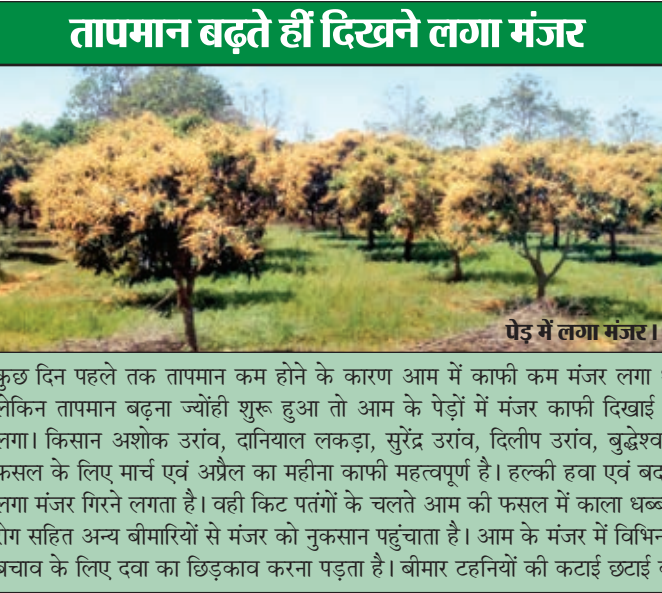 तापमान बढ़ते हीं दिखने लगा मंजर
पेड़ में लगा मंजर।
कुछ दिन पहले तक तापमान कम होने के कारण आम में काफी कम मंजर लगा
लेकिन तापमान बढ़ना ज्योंही शुरू हुआ तो आम के पेड़ों में मंजर काफी दिखाई
लगा। किसान अशोक उरांव, दानियाल लकड़ा, सुरेंद्र उरांव, दिलीप उरांव, बुद्धेश्व
फसल के लिए मार्च एवं अप्रैल का महीना काफी महत्वपूर्ण है। हल्की हवा एवं बद
लगा मंजर गिरने लगता है। वही किट पतंगों के चलते आम की फसल में काला धब्ब
रोग सहित अन्य बीमारियों से मंजर को नुकसान पहुंचाता है। आम के मंजर में विभिन
बचाव के लिए दवा का छिड़काव करना पड़ता है। बीमार टहनियों की कटाई छटाई